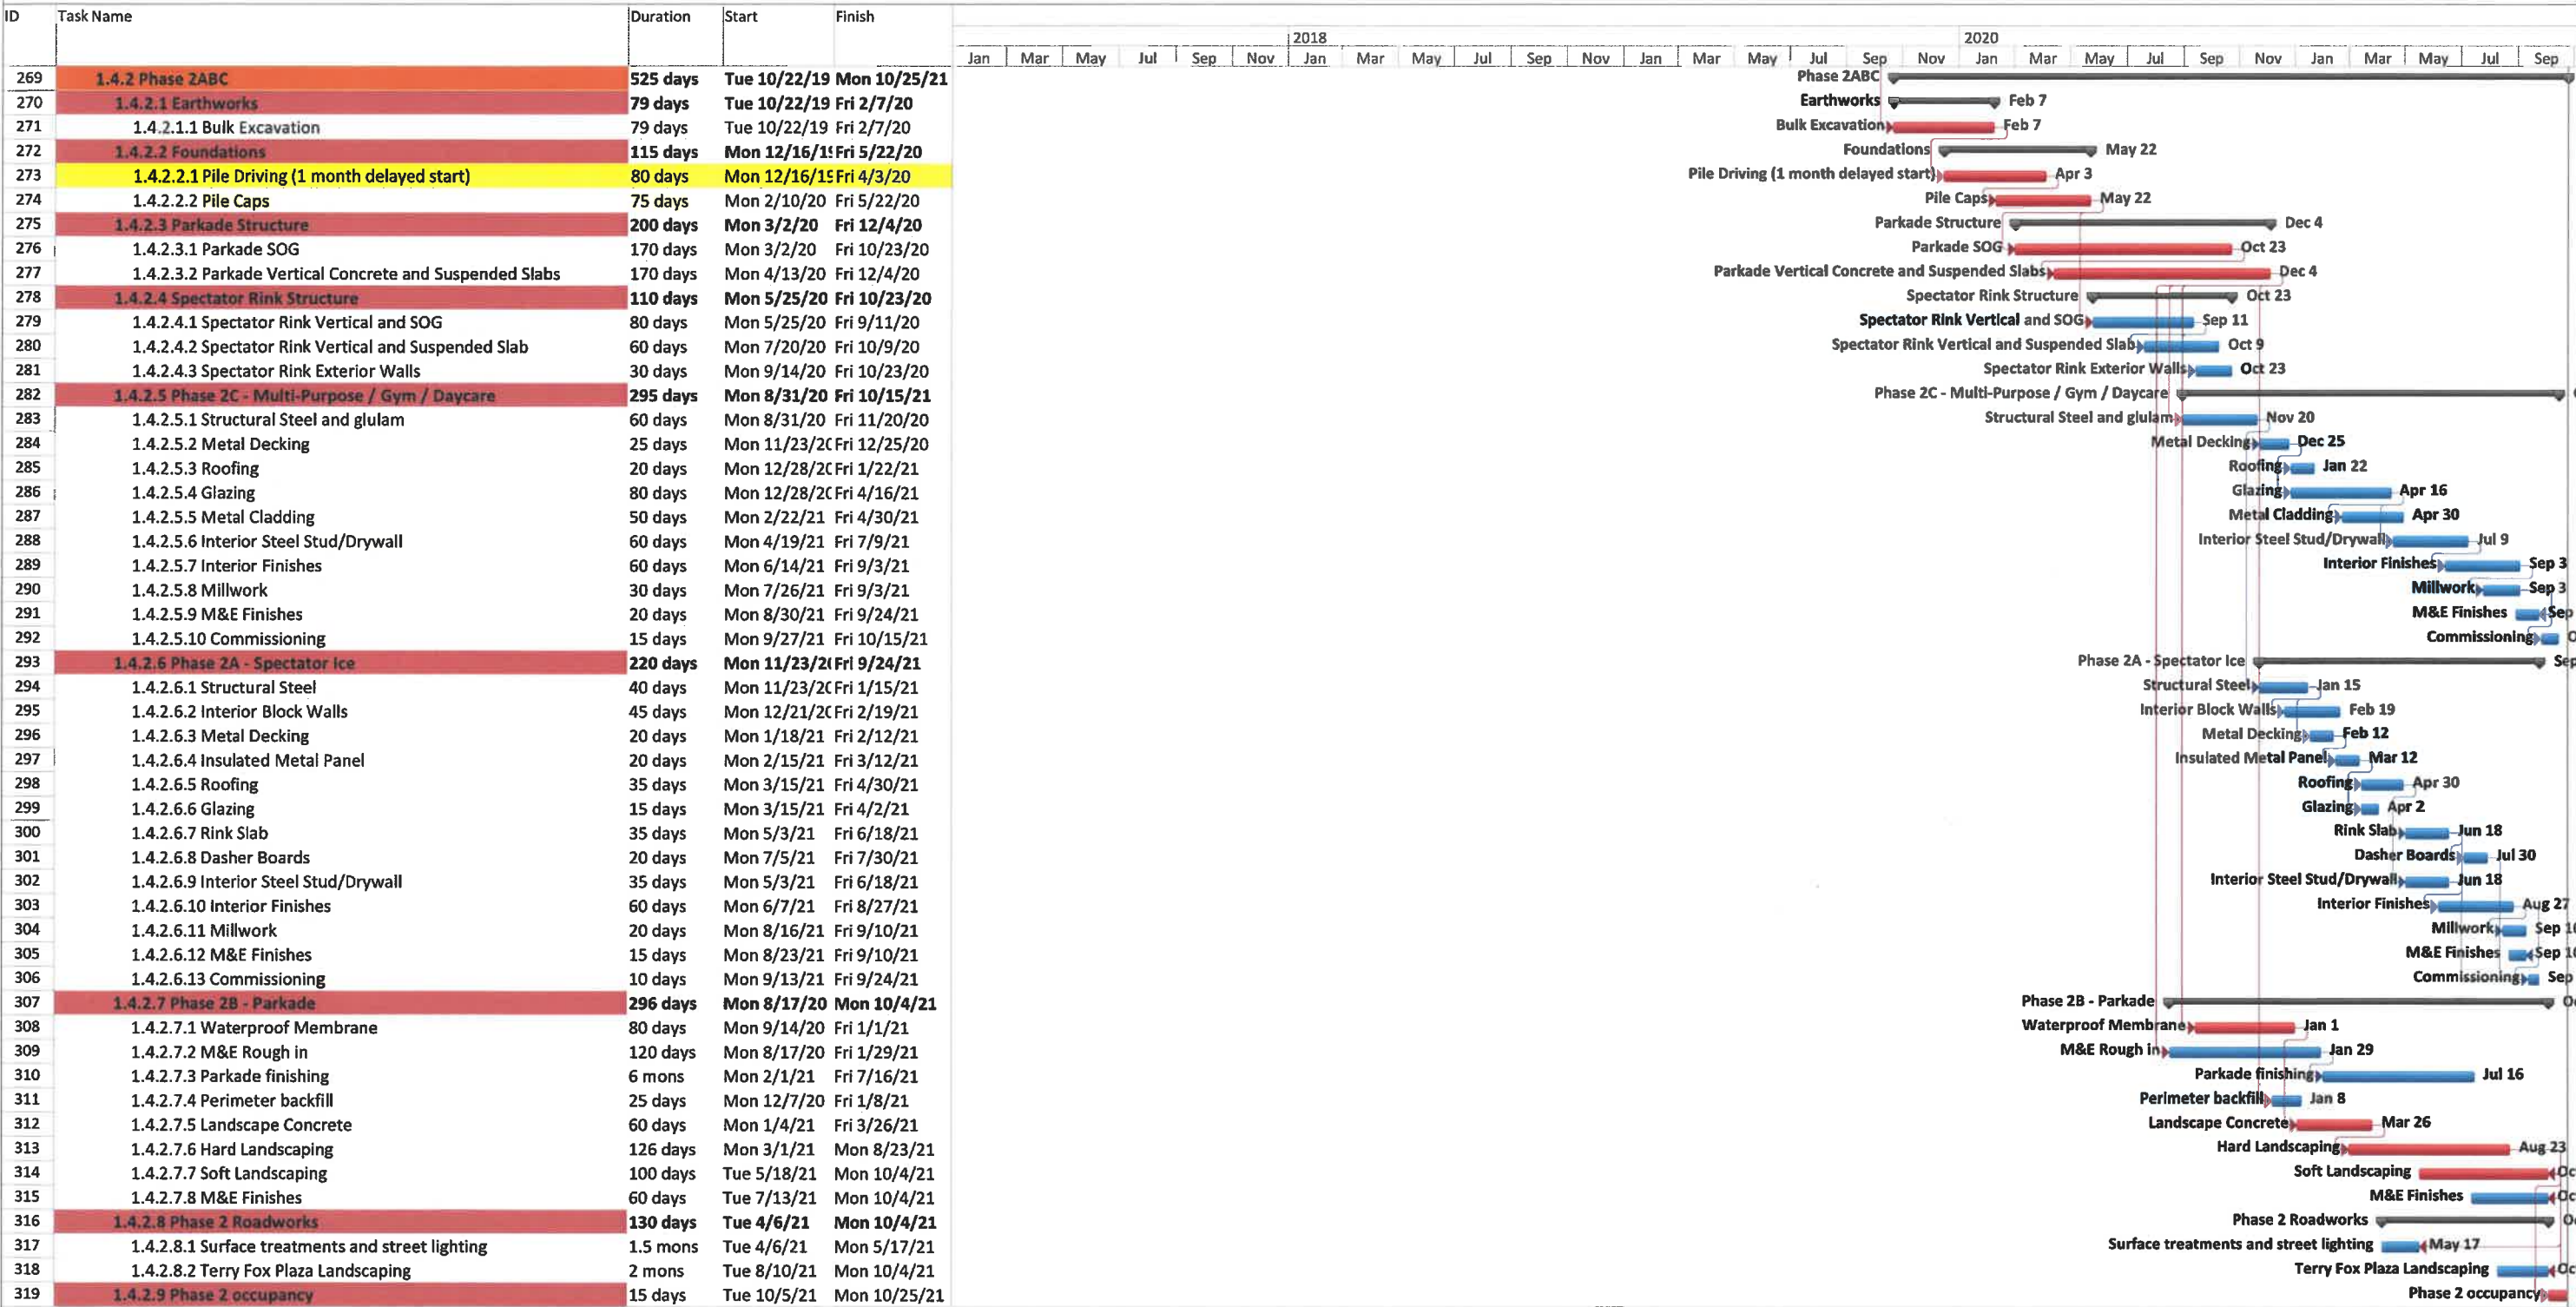 ID Task Name Duration Start Finish
2018 2020
Jan Mar May Jul Sep Nov Jan Mar May Jul Sep Nov Jan Mar May Jul Sep Nov Jan Mar May Jul Sep Nov Jan Mar May Jul Sep
269 1.4.2 Phase 2ABC 525 days Tue 10/22/19 Mon 10/25/21 Phase 2ABC
270 1.4.2.1 Earthworks 79 days Tue 10/22/19 Fri 2/7/20 Earthworks Feb 7
271 1.4.2.1.1 Bulk Excavation 79 days Tue 10/22/19 Fri 2/7/20 Bulk Excavation Feb 7
272 1.4.2.2 Foundations 115 days Mon 12/16/19 Fri 5/22/20 Foundations May 22
273 1.4.2.2.1 Pile Driving (1 month delayed start) 80 days Mon 12/16/19 Fri 4/3/20 Pile Driving (1 month delayed start) Apr 3
274 1.4.2.2.2 Pile Caps 75 days Mon 2/10/20 Fri 5/22/20 Pile Caps May 22
275 1.4.2.3 Parkade Structure 200 days Mon 3/2/20 Fri 12/4/20 Parkade Structure Dec 4
276 1.4.2.3.1 Parkade SOG 170 days Mon 3/2/20 Fri 10/23/20 Parkade SOG Oct 23
277 1.4.2.3.2 Parkade Vertical Concrete and Suspended Slabs 170 days Mon 4/13/20 Fri 12/4/20 Parkade Vertical Concrete and Suspended Slabs Dec 4
278 1.4.2.4 Spectator Rink Structure 110 days Mon 5/25/20 Fri 10/23/20 Spectator Rink Structure Oct 23
279 1.4.2.4.1 Spectator Rink Vertical and SOG 80 days Mon 5/25/20 Fri 9/11/20 Spectator Rink Vertical and SOG Sep 11
280 1.4.2.4.2 Spectator Rink Vertical and Suspended Slab 60 days Mon 7/20/20 Fri 10/9/20 Spectator Rink Vertical and Suspended Slab Oct 9
281 1.4.2.4.3 Spectator Rink Exterior Walls 30 days Mon 9/14/20 Fri 10/23/20 Spectator Rink Exterior Walls Oct 23
282 1.4.2.5 Phase 2C - Multi-Purpose / Gym / Daycare 295 days Mon 8/31/20 Fri 10/15/21 Phase 2C - Multi-Purpose / Gym / Daycare
283 1.4.2.5.1 Structural Steel and glulam 60 days Mon 8/31/20 Fri 11/20/20 Structural Steel and glulam Nov 20
284 1.4.2.5.2 Metal Decking 25 days Mon 11/23/20 Fri 12/25/20 Metal Decking Dec 25
285 1.4.2.5.3 Roofing 20 days Mon 12/28/20 Fri 1/22/21 Roofing Jan 22
286 1.4.2.5.4 Glazing 80 days Mon 12/28/20 Fri 4/16/21 Glazing Apr 16
287 1.4.2.5.5 Metal Cladding 50 days Mon 2/22/21 Fri 4/30/21 Metal Cladding Apr 30
288 1.4.2.5.6 Interior Steel Stud/Drywall 60 days Mon 4/19/21 Fri 7/9/21 Interior Steel Stud/Drywall Jul 9
289 1.4.2.5.7 Interior Finishes 60 days Mon 6/14/21 Fri 9/3/21 Interior Finishes Sep 3
290 1.4.2.5.8 Millwork 30 days Mon 7/26/21 Fri 9/3/21 Millwork Sep 3
291 1.4.2.5.9 M&E Finishes 20 days Mon 8/30/21 Fri 9/24/21 M&E Finishes Sep
292 1.4.2.5.10 Commissioning 15 days Mon 9/27/21 Fri 10/15/21 Commissioning
293 1.4.2.6 Phase 2A - Spectator Ice 220 days Mon 11/23/20 Fri 9/24/21 Phase 2A - Spectator Ice Sep
294 1.4.2.6.1 Structural Steel 40 days Mon 11/23/20 Fri 1/15/21 Structural Steel Jan 15
295 1.4.2.6.2 Interior Block Walls 45 days Mon 12/21/20 Fri 2/19/21 Interior Block Walls Feb 19
296 1.4.2.6.3 Metal Decking 20 days Mon 1/18/21 Fri 2/12/21 Metal Decking Feb 12
297 1.4.2.6.4 Insulated Metal Panel 20 days Mon 2/15/21 Fri 3/12/21 Insulated Metal Panel Mar 12
298 1.4.2.6.5 Roofing 35 days Mon 3/15/21 Fri 4/30/21 Roofing Apr 30
299 1.4.2.6.6 Glazing 15 days Mon 3/15/21 Fri 4/2/21 Glazing Apr 2
300 1.4.2.6.7 Rink Slab 35 days Mon 5/3/21 Fri 6/18/21 Rink Slab Jun 18
301 1.4.2.6.8 Dasher Boards 20 days Mon 7/5/21 Fri 7/30/21 Dasher Boards Jul 30
302 1.4.2.6.9 Interior Steel Stud/Drywall 35 days Mon 5/3/21 Fri 6/18/21 Interior Steel Stud/Drywall Jun 18
303 1.4.2.6.10 Interior Finishes 60 days Mon 6/7/21 Fri 8/27/21 Interior Finishes Aug 27
304 1.4.2.6.11 Millwork 20 days Mon 8/16/21 Fri 9/10/21 Millwork Sep 10
305 1.4.2.6.12 M&E Finishes 15 days Mon 8/23/21 Fri 9/10/21 M&E Finishes Sep 10
306 1.4.2.6.13 Commissioning 10 days Mon 9/13/21 Fri 9/24/21 Commissioning Sep
307 1.4.2.7 Phase 2B - Parkade 296 days Mon 8/17/20 Mon 10/4/21 Phase 2B - Parkade
308 1.4.2.7.1 Waterproof Membrane 80 days Mon 9/14/20 Fri 1/1/21 Waterproof Membrane Jan 1
309 1.4.2.7.2 M&E Rough in 120 days Mon 8/17/20 Fri 1/29/21 M&E Rough in Jan 29
310 1.4.2.7.3 Parkade finishing 6 mons Mon 2/1/21 Fri 7/16/21 Parkade finishing Jul 16
311 1.4.2.7.4 Perimeter backfill 25 days Mon 12/7/20 Fri 1/8/21 Perimeter backfill Jan 8
312 1.4.2.7.5 Landscape Concrete 60 days Mon 1/4/21 Fri 3/26/21 Landscape Concrete Mar 26
313 1.4.2.7.6 Hard Landscaping 126 days Mon 3/1/21 Mon 8/23/21 Hard Landscaping Aug 23
314 1.4.2.7.7 Soft Landscaping 100 days Tue 5/18/21 Mon 10/4/21 Soft Landscaping
315 1.4.2.7.8 M&E Finishes 60 days Tue 7/13/21 Mon 10/4/21 M&E Finishes
316 1.4.2.8 Phase 2 Roadworks 130 days Tue 4/6/21 Mon 10/4/21 Phase 2 Roadworks
317 1.4.2.8.1 Surface treatments and street lighting 1.5 mons Tue 4/6/21 Mon 5/17/21 Surface treatments and street lighting May 17
318 1.4.2.8.2 Terry Fox Plaza Landscaping 2 mons Tue 8/10/21 Mon 10/4/21 Terry Fox Plaza Landscaping
319 1.4.2.9 Phase 2 occupancy 15 days Tue 10/5/21 Mon 10/25/21 Phase 2 occupancy